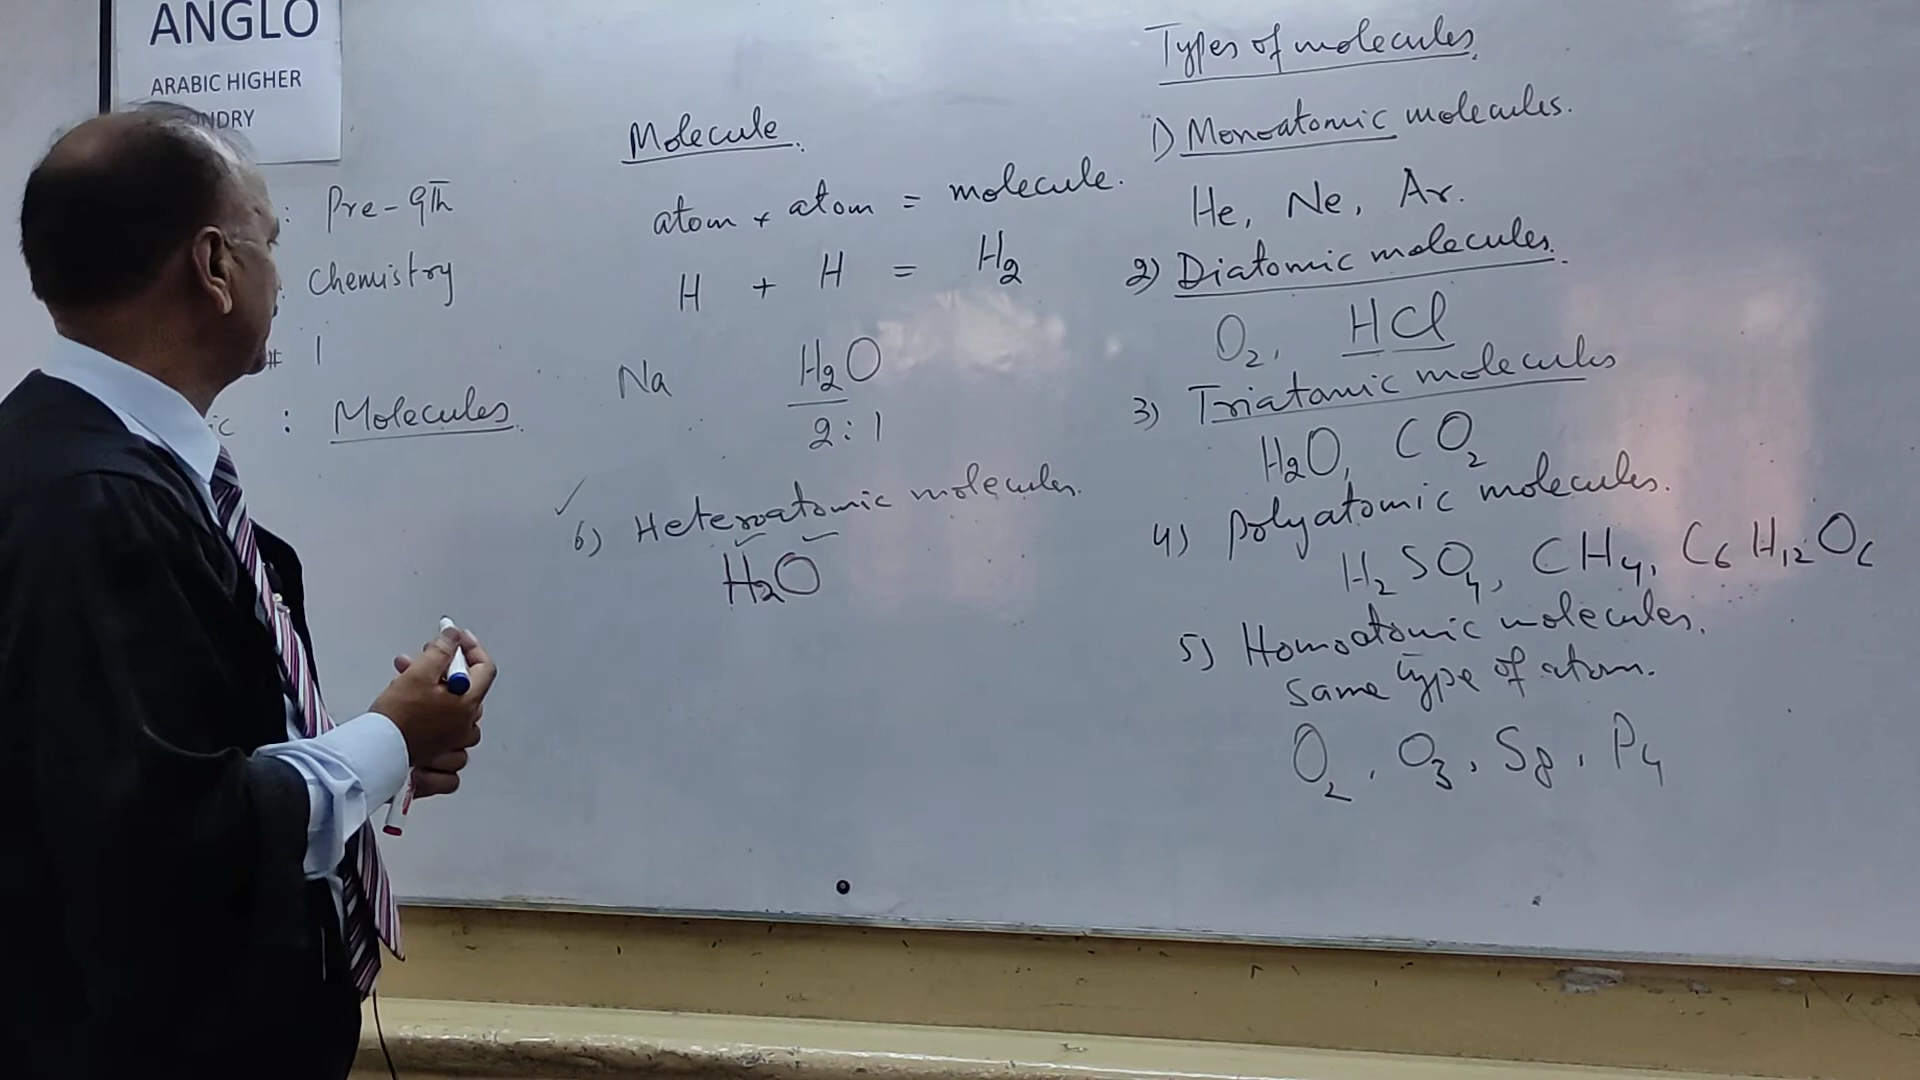 ANGLO
ARABIC HIGHER
NDRY
: Pre-9Th
: Chemistry
# 1
ic : Molecules.
Molecule.
atom + atom = molecule.
H + H = H2
Na H2O
2:1
✓
6) Heteroatomic molecules.
H2O
Types of molecules.
1) Monoatomic molecules.
He, Ne, Ar.
2) Diatomic molecules.
O2, HCl
3) Triatomic molecules
H2O, CO2
4) polyatomic molecules.
H2SO4, CH4, C6H12O6
5) Homoatomic molecules.
same type of atom.
O2, O3, S8, P4